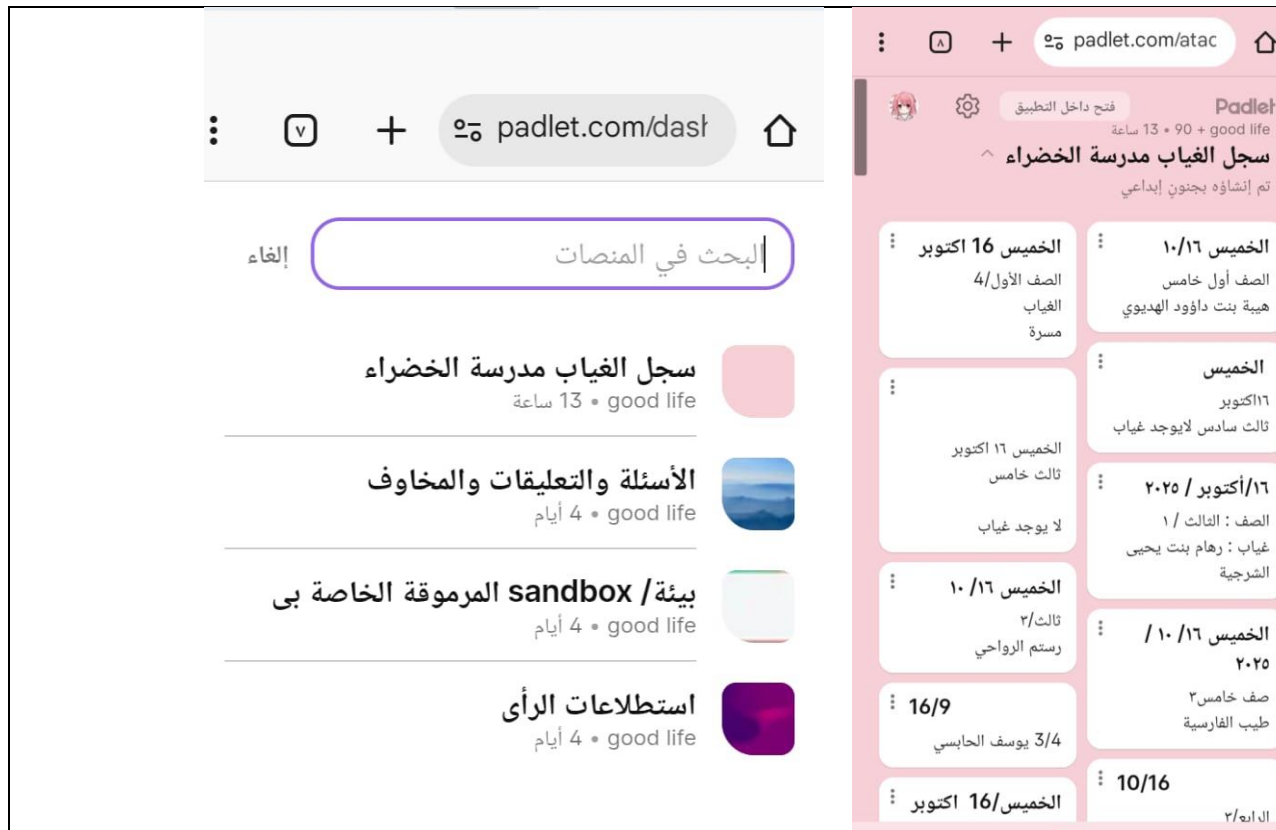 padlet.com/dasl
البحث في المنصات
إلغاء
سجل الغياب مدرسة الخضراء
good life • 13 ساعة
الأسئلة والتعليقات والمخاوف
good life • 4 أيام
بيئة/ sandbox المرموقة الخاصة بى
good life • 4 أيام
استطلاعات الرأى
good life • 4 أيام
padlet.com/atac
Padlet
فتح داخل التطبيق
good life + 90 • 13 ساعة
سجل الغياب مدرسة الخضراء
تم إنشاؤه بجنونٍ إبداعي
الخميس ١٠/١٦
الصف أول خامس
هيبة بنت داؤود الهديوي
الخميس
١٦اكتوبر
ثالث سادس لايوجد غياب
١٦/أكتوبر / ٢٠٢٥
الصف : الثالث / ١
غياب : رهام بنت يحيى
الشرجية
الخميس ١٦/ ١٠ /
٢٠٢٥
صف خامس٣
طيب الفارسية
10/16
الرابع/٣
الخميس 16 اكتوبر
الصف الأول/4
الغياب
مسرة
الخميس ١٦ اكتوبر
ثالث خامس
لا يوجد غياب
الخميس ١٦/ ١٠
ثالث/٣
رستم الرواحي
16/9
3/4 يوسف الحابسي
الخميس/16 اكتوبر